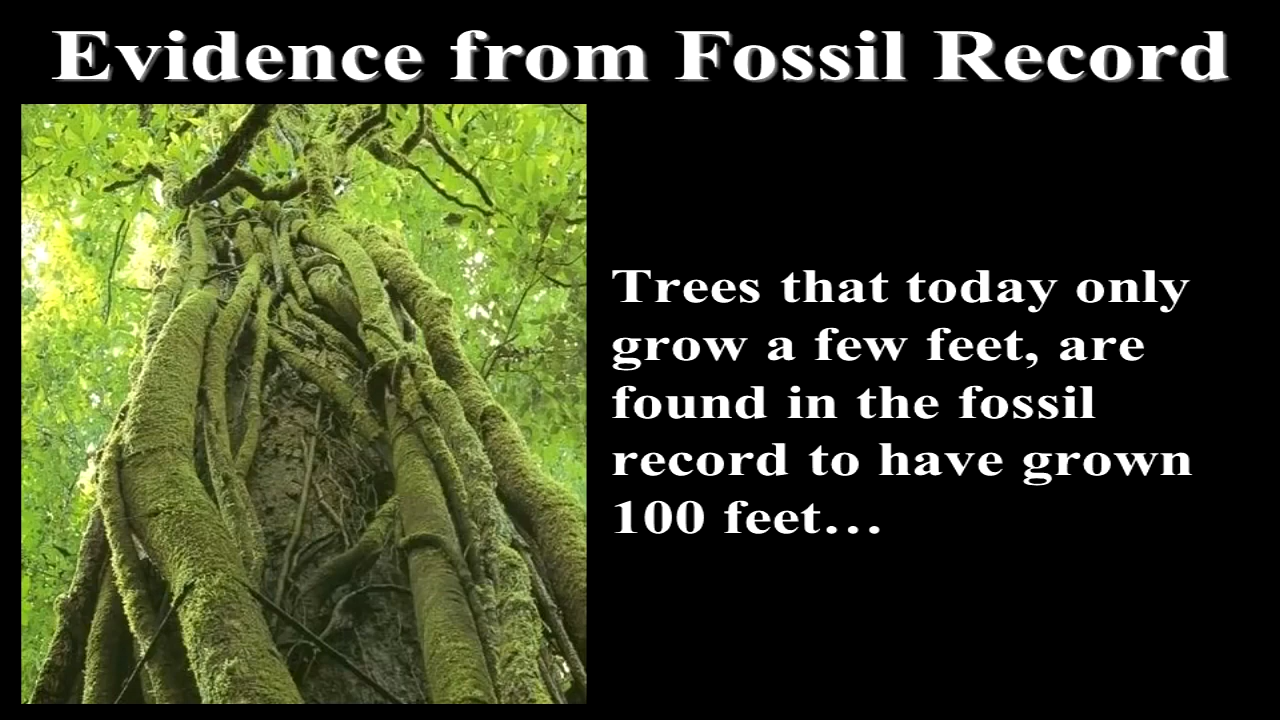 Evidence from Fossil Record
Trees that today only
grow a few feet, are
found in the fossil
record to have grown
100 feet...